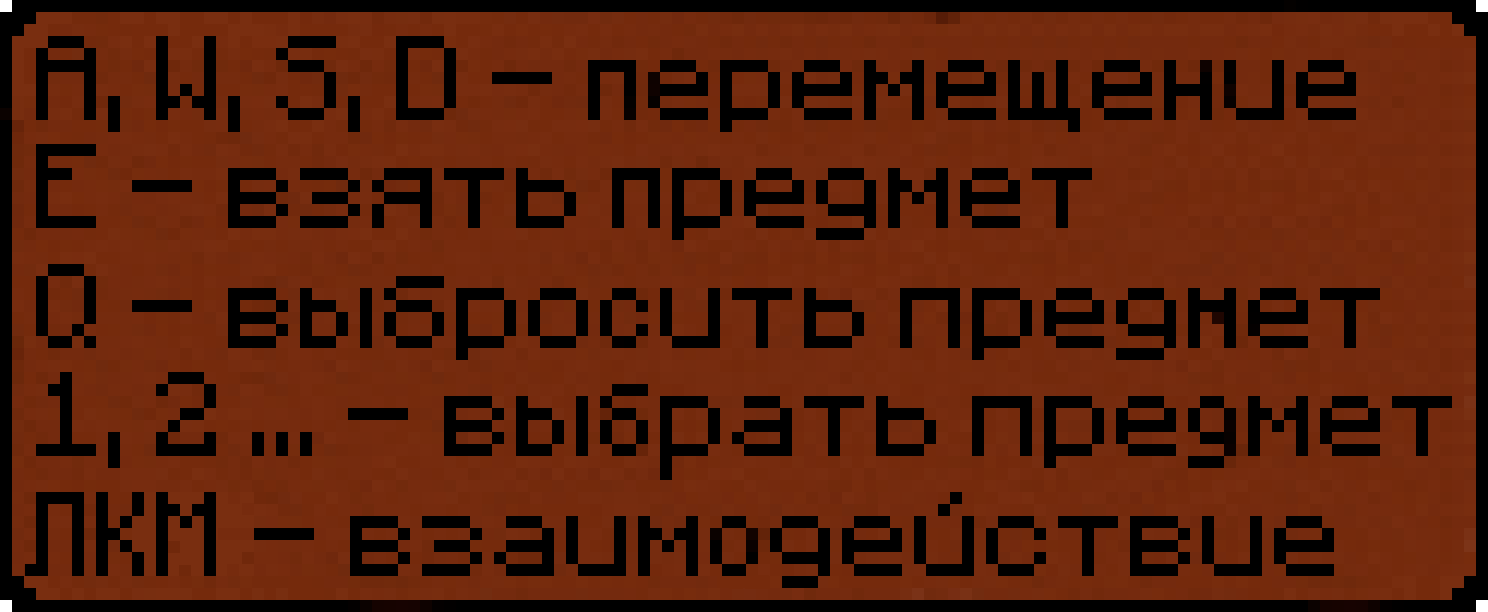 A, W, S, D — перемещение
E — взять предмет
Q — выбросить предмет
1, 2 ... — выбрать предмет
ЛКМ — взаимодействие